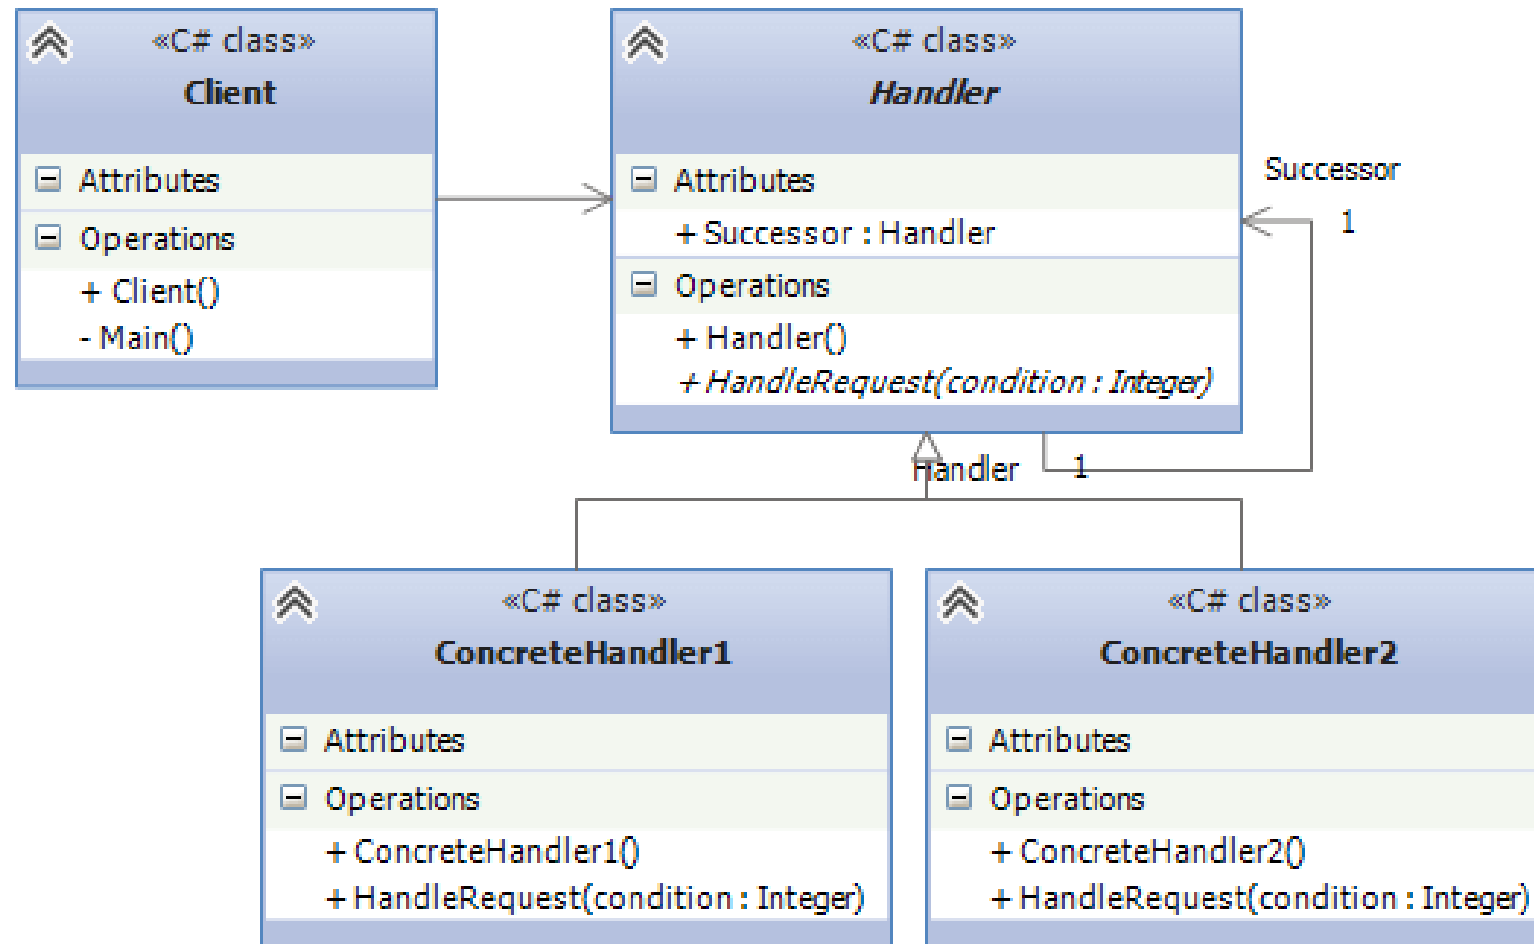 «C# class»
Client
Attributes
Operations
+ Client()
- Main()
«C# class»
Handler
Attributes
+ Successor : Handler
Operations
+ Handler()
+ HandleRequest(condition : Integer)
Successor
1
Handler
1
«C# class»
ConcreteHandler1
Attributes
Operations
+ ConcreteHandler1()
+ HandleRequest(condition : Integer)
«C# class»
ConcreteHandler2
Attributes
Operations
+ ConcreteHandler2()
+ HandleRequest(condition : Integer)